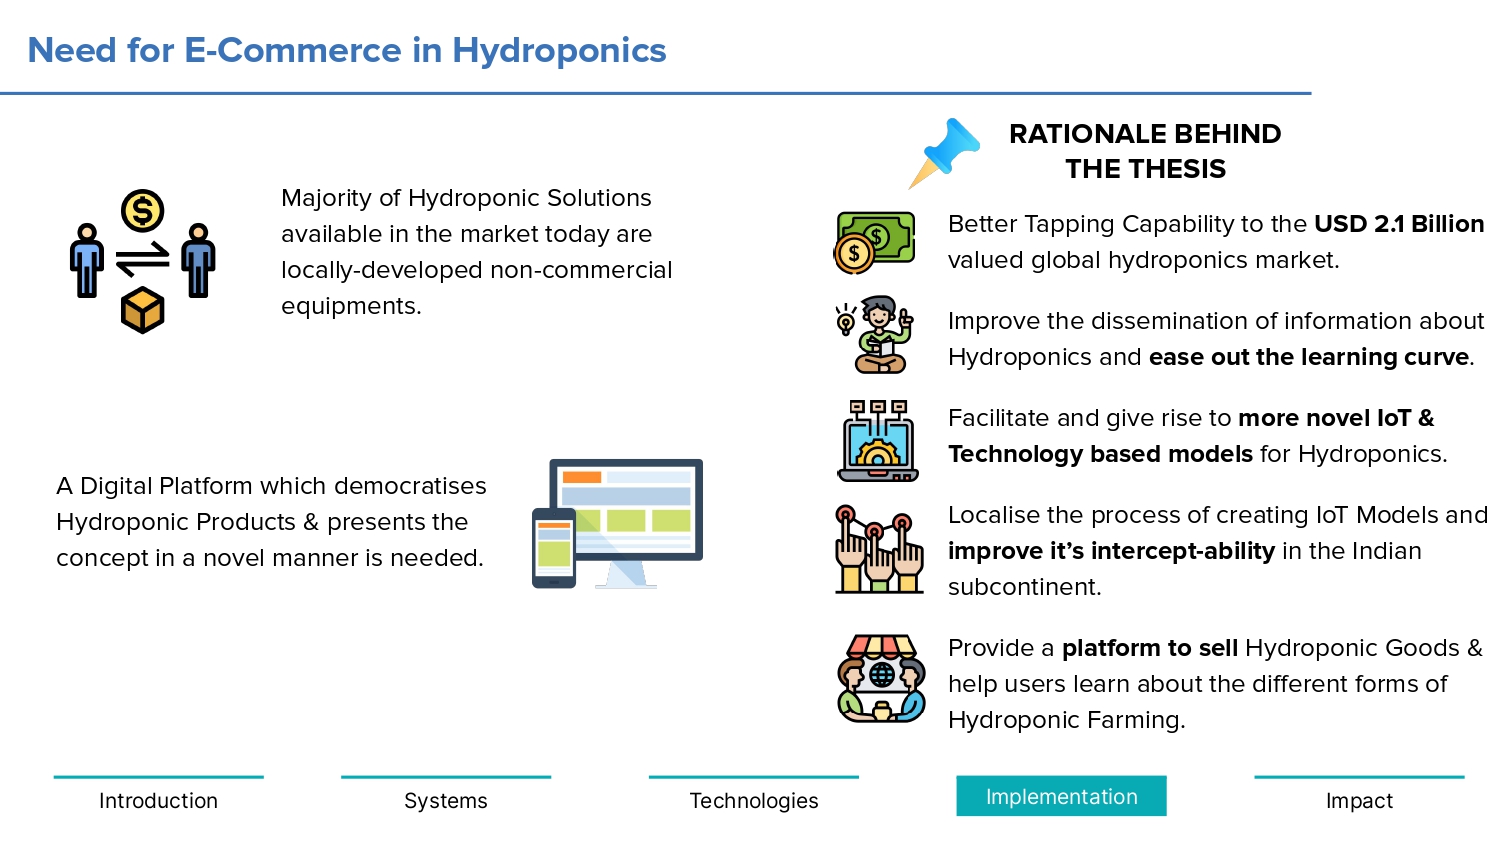 Need for E-Commerce in Hydroponics
Majority of Hydroponic Solutions
available in the market today are
locally-developed non-commercial
equipments.
A Digital Platform which democratises
Hydroponic Products & presents the
concept in a novel manner is needed.
RATIONALE BEHIND
THE THESIS
Better Tapping Capability to the USD 2.1 Billion
valued global hydroponics market.
Improve the dissemination of information about
Hydroponics and ease out the learning curve.
Facilitate and give rise to more novel IoT &
Technology based models for Hydroponics.
Localise the process of creating IoT Models and
improve it’s intercept-ability in the Indian
subcontinent.
Provide a platform to sell Hydroponic Goods &
help users learn about the different forms of
Hydroponic Farming.
Introduction
Systems
Technologies
Implementation
Impact